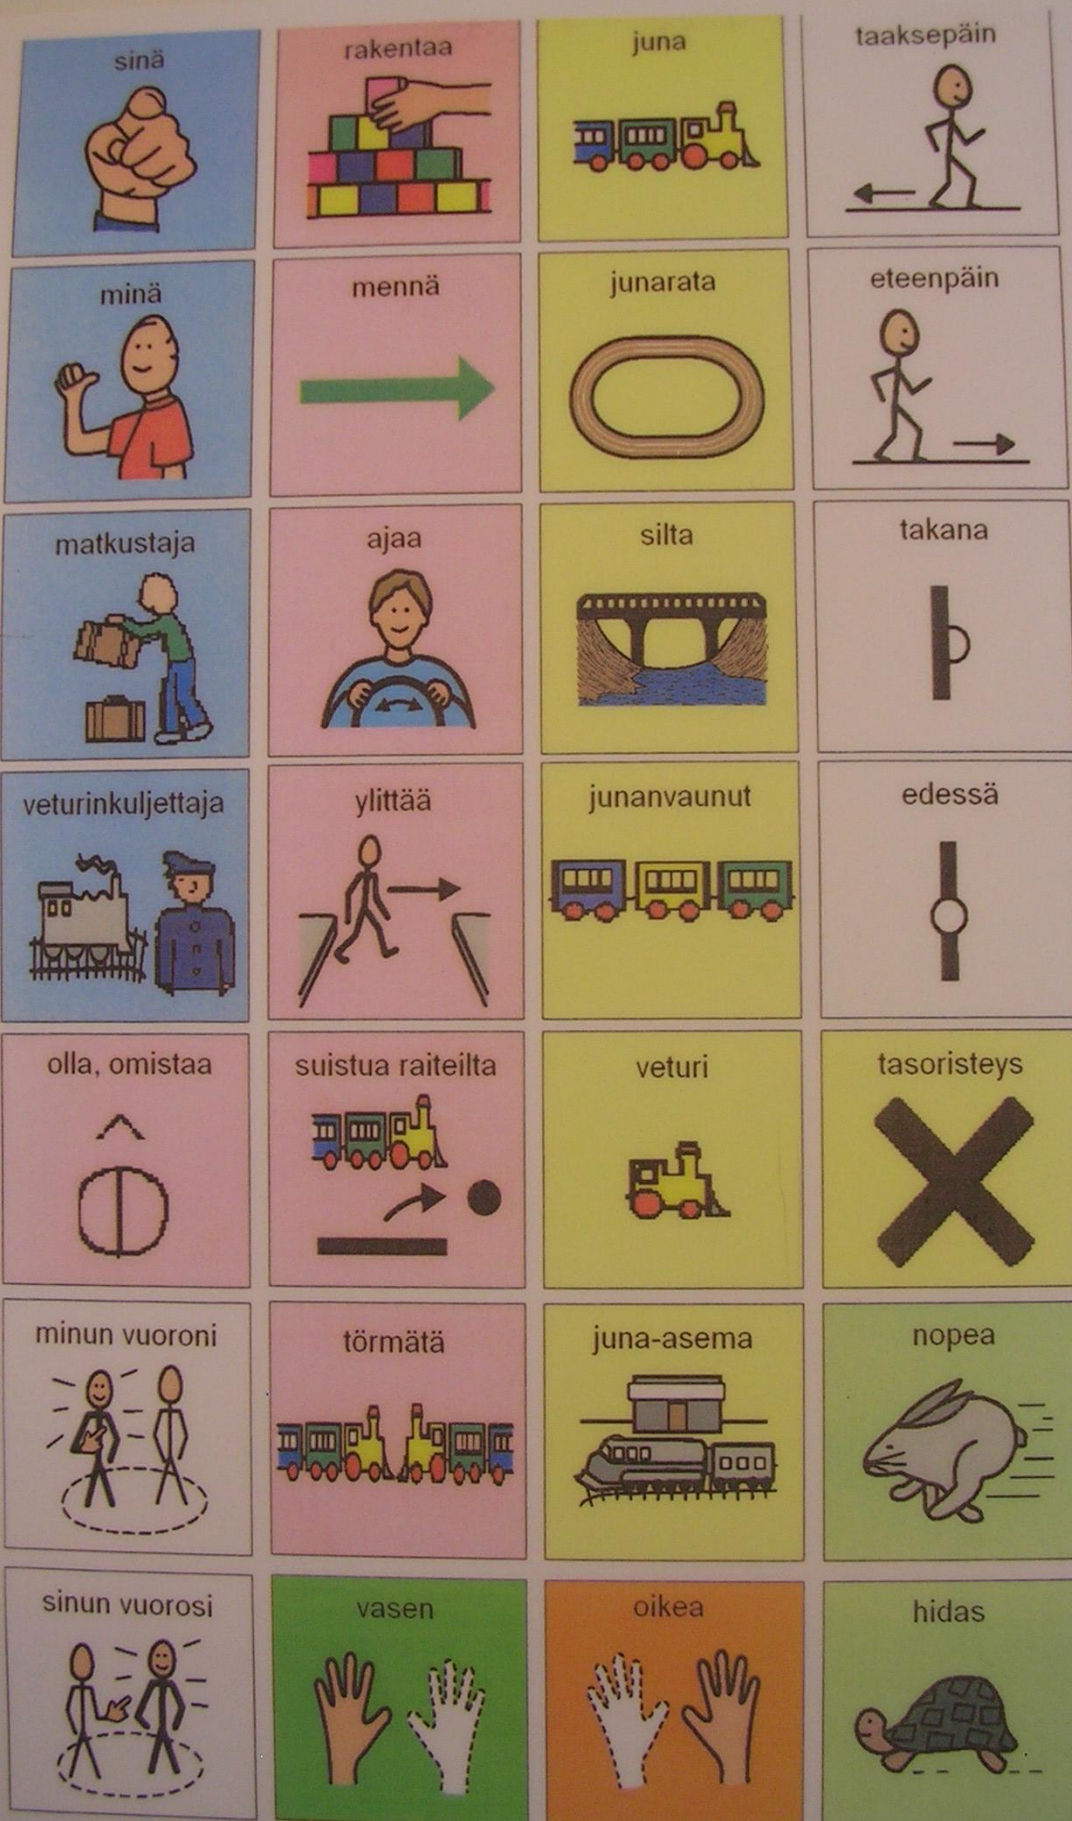 sinä
rakentaa
juna
taaksepäin
minä
mennä
junarata
eteenpäin
matkustaja
ajaa
silta
takana
veturinkuljettaja
ylittää
junanvaunut
edessä
olla, omistaa
suistua raiteilta
veturi
tasoristeys
minun vuoroni
törmätä
juna-asema
nopea
sinun vuorosi
vasen
oikea
hidas